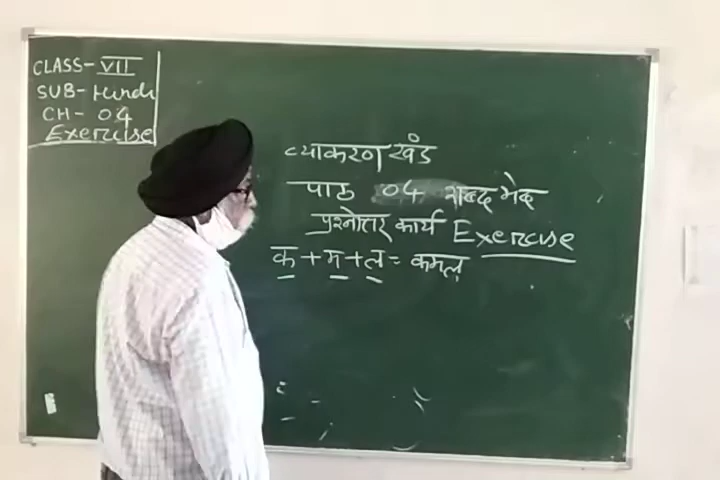 CLASS- VII
SUB- Hindi
CH- 04
Exercise
व्याकरण खंड
पाठ 04 शब्द भेद
प्रश्नोत्तर कार्य Exercise
क + म + ल = कमल